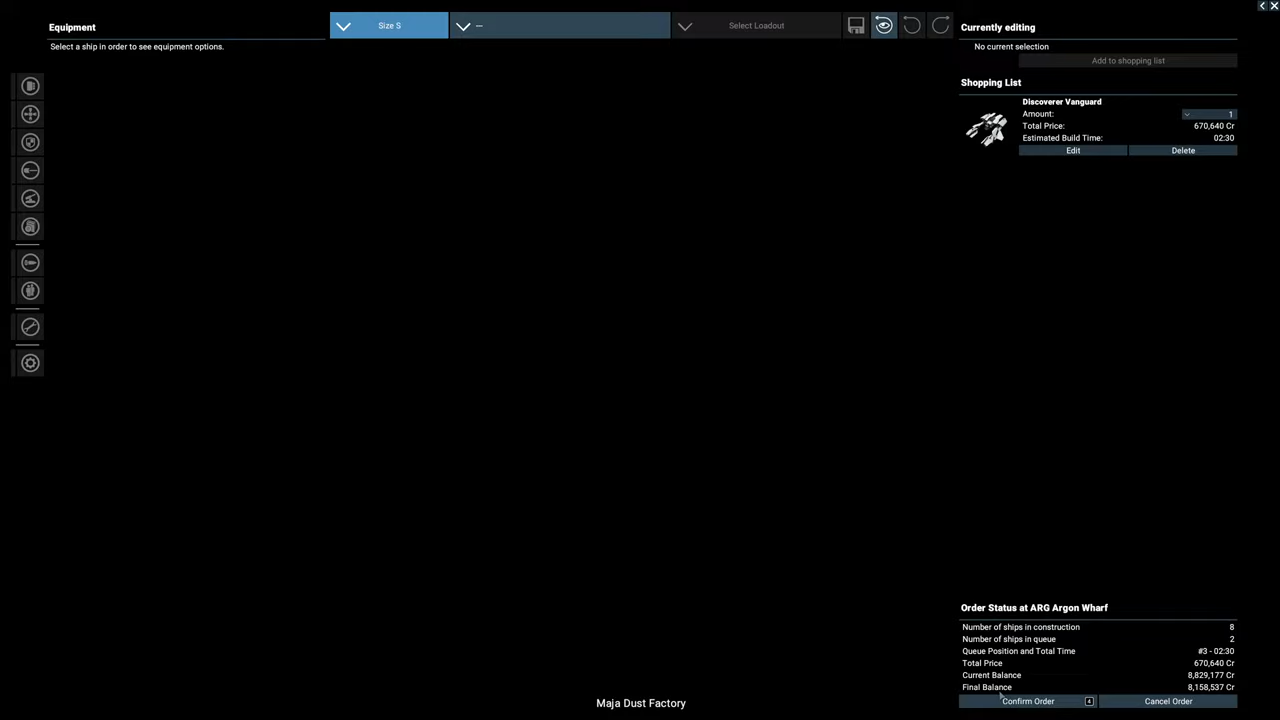 Equipment
Select a ship in order to see equipment options.
Size S
—
Select Loadout
Currently editing
No current selection
Add to shopping list
Shopping List
Discoverer Vanguard
Amount: 1
Total Price: 670,640 Cr
Estimated Build Time: 02:30
Edit Delete
Order Status at ARG Argon Wharf
Number of ships in construction 8
Number of ships in queue 2
Queue Position and Total Time #3 - 02:30
Total Price 670,640 Cr
Current Balance 8,829,177 Cr
Final Balance 8,158,537 Cr
Confirm Order 4 Cancel Order
Maja Dust Factory